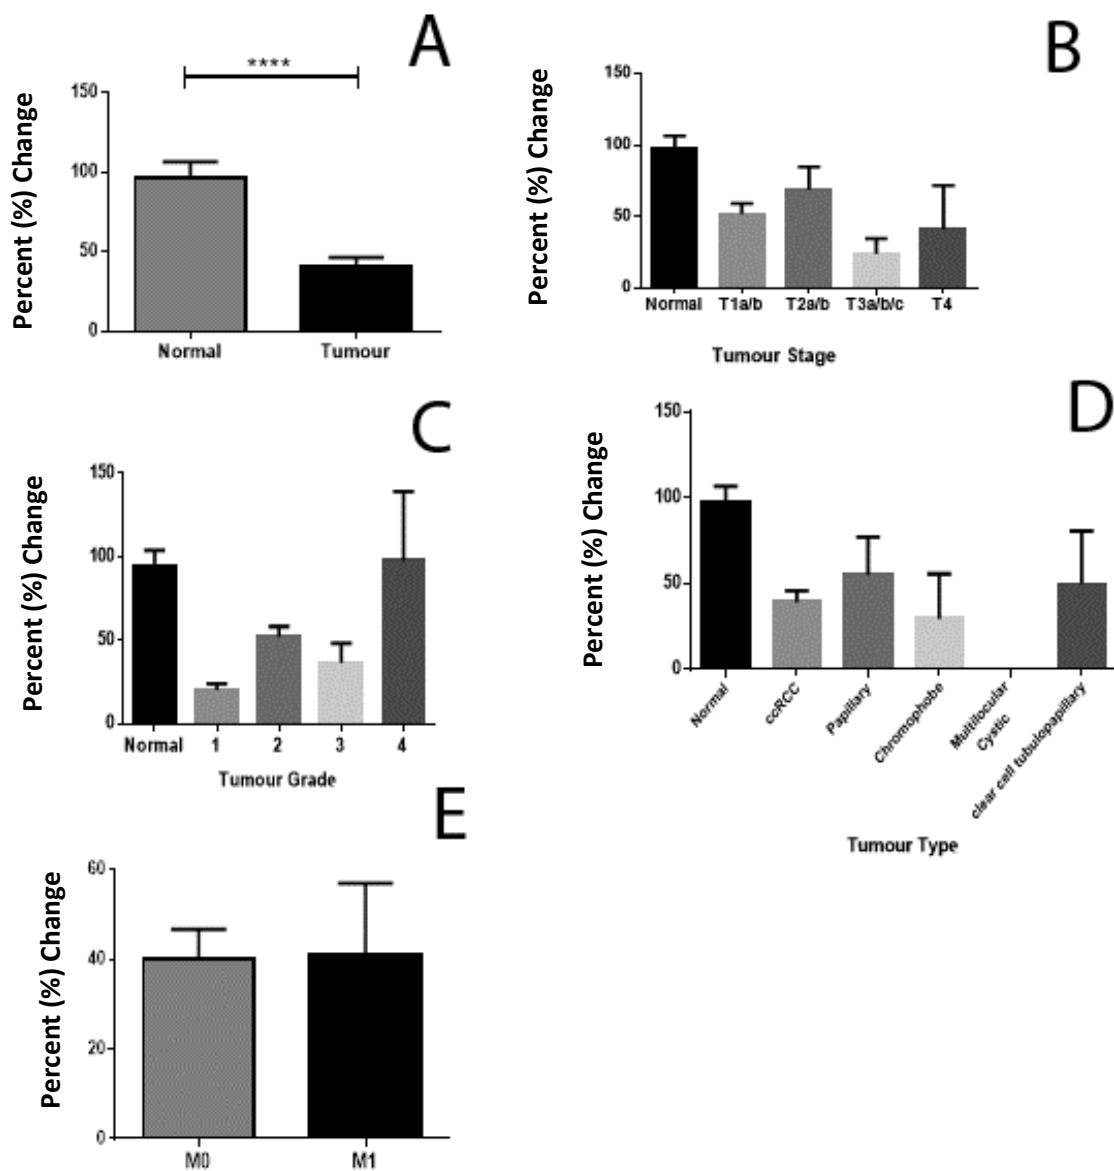 A
****
Percent (%) Change
150
100
50
0
Normal Tumour
B
Percent (%) Change
150
100
50
0
Normal T1a/b T2a/b T3a/b/c T4
Tumour Stage
C
Percent (%) Change
150
100
50
0
Normal 1 2 3 4
Tumour Grade
D
Percent (%) Change
150
100
50
0
Normal
ccRCC
Papillary
Chromophobe
Multilocular
Cystic
clear cell tubulopapillary
Tumour Type
E
Percent (%) Change
60
40
20
0
M0 M1